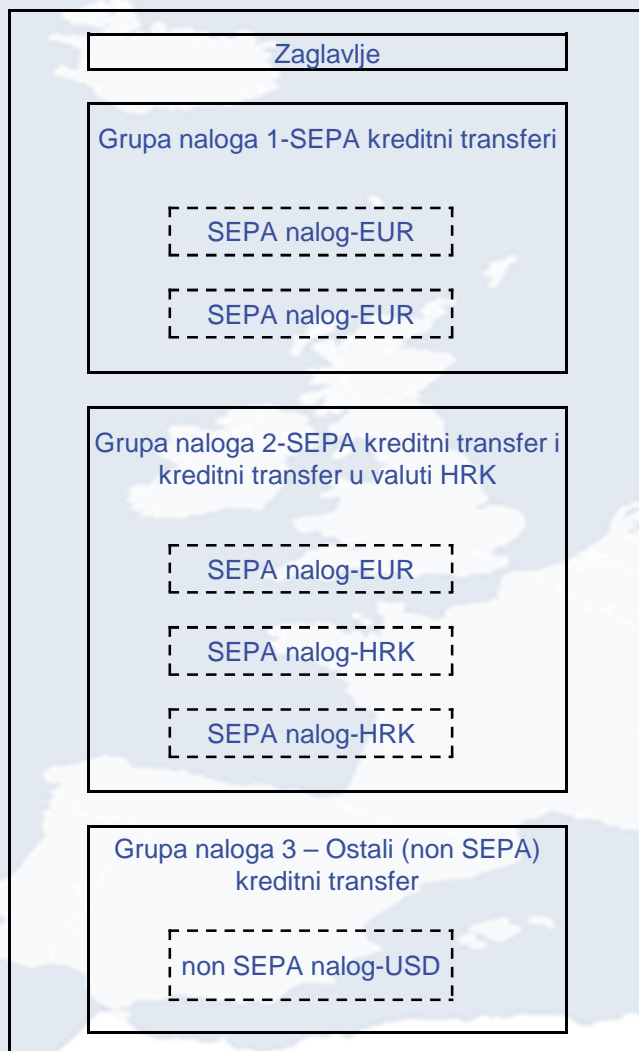 Zaglavlje
Grupa naloga 1-SEPA kreditni transferi
SEPA nalog-EUR
SEPA nalog-EUR
Grupa naloga 2-SEPA kreditni transfer i
kreditni transfer u valuti HRK
SEPA nalog-EUR
SEPA nalog-HRK
SEPA nalog-HRK
Grupa naloga 3 – Ostali (non SEPA)
kreditni transfer
non SEPA nalog-USD